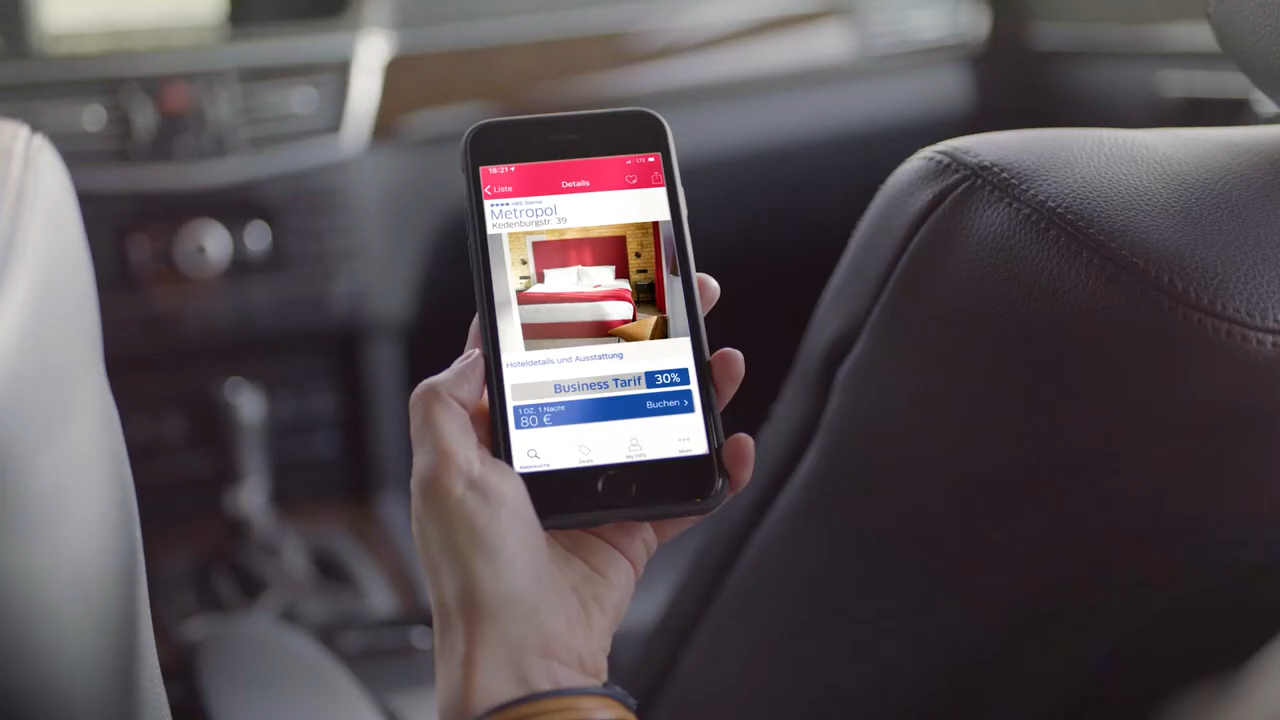 18:21 LTE
Liste Details
HRS Sterne
Metropol
Kedenburgstr. 39
Hoteldetails und Ausstattung
Business Tarif 30%
1 DZ, 1 Nacht
80 €
Buchen
Deals My HRS Mehr